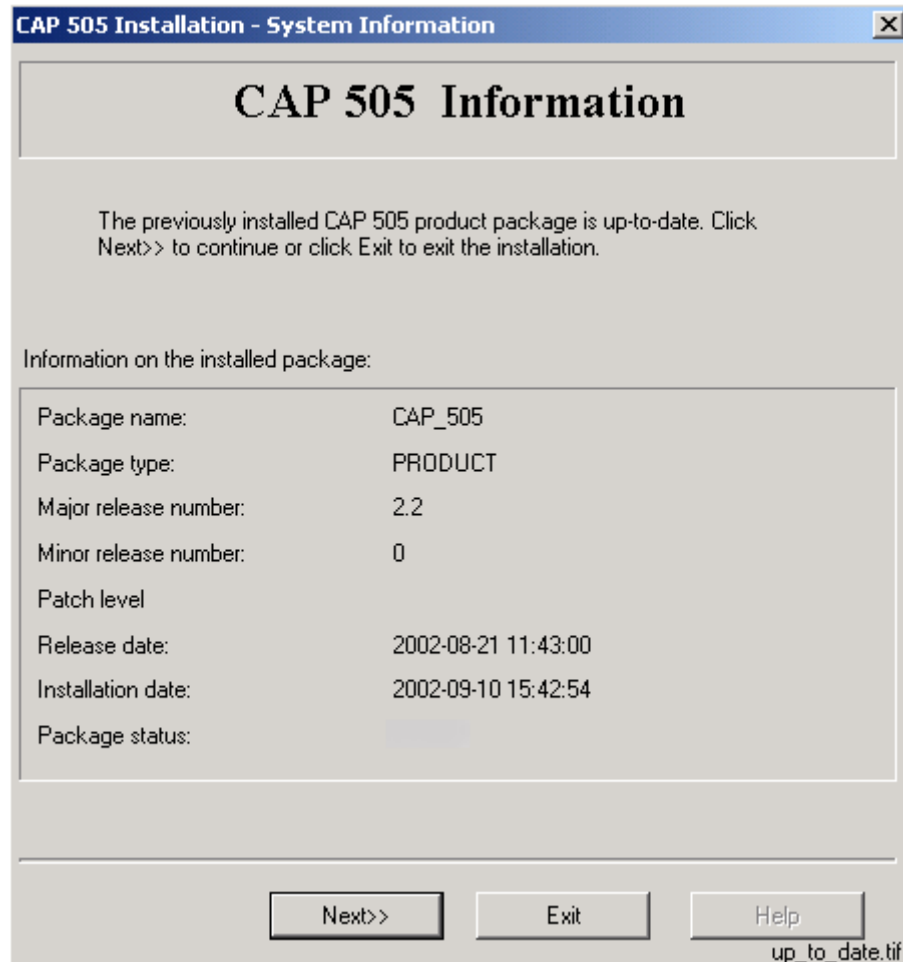 CAP 505 Installation - System Information
CAP 505 Information
The previously installed CAP 505 product package is up-to-date. Click
Next>> to continue or click Exit to exit the installation.
Information on the installed package:
Package name: CAP_505
Package type: PRODUCT
Major release number: 2.2
Minor release number: 0
Patch level
Release date: 2002-08-21 11:43:00
Installation date: 2002-09-10 15:42:54
Package status:
Next>> Exit Help
up_to_date.tif